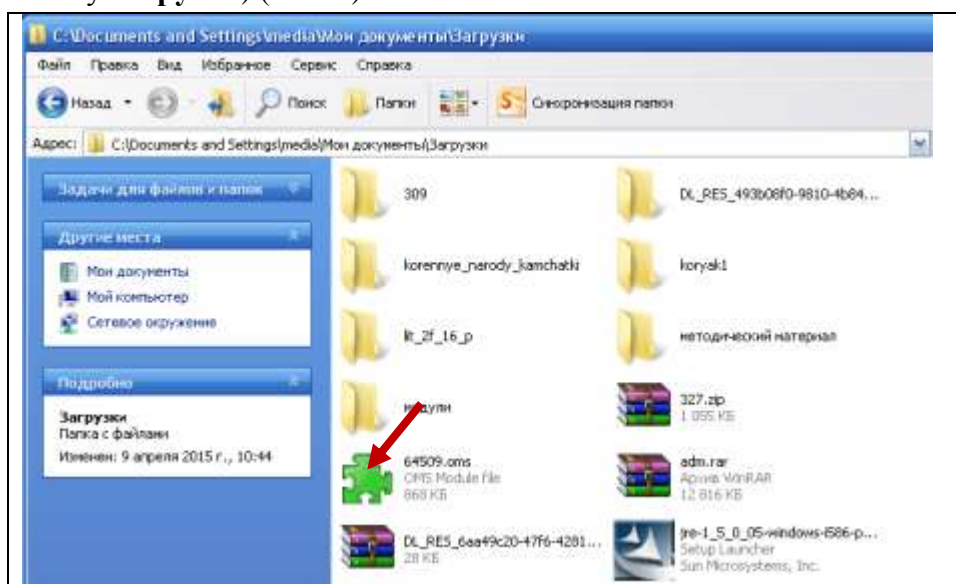 C:\Documents and Settings\media\Мои документы\Загрузки
Файл Правка Вид Избранное Сервис Справка
Назад Поиск Папки Синхронизация папки
Адрес: C:\Documents and Settings\media\Мои документы\Загрузки
Задачи для файлов и папок
Другие места
Мои документы
Мой компьютер
Сетевое окружение
Подробно
Загрузки
Папка с файлами
Изменен: 9 апреля 2015 г., 10:44
309
DL_RES_493b08f0-9810-4b84...
korennye_narody_kamchatki
koryak1
lit_2f_16_p
методический материал
модули
327.zip
1 055 КБ
64509.oms
OMS Module file
868 КБ
adm.rar
Архив WinRAR
12 816 КБ
DL_RES_6aa49c20-47f6-4281...
28 КБ
jre-1_5_0_05-windows-i586-p...
Setup Launcher
Sun Microsystems, Inc.